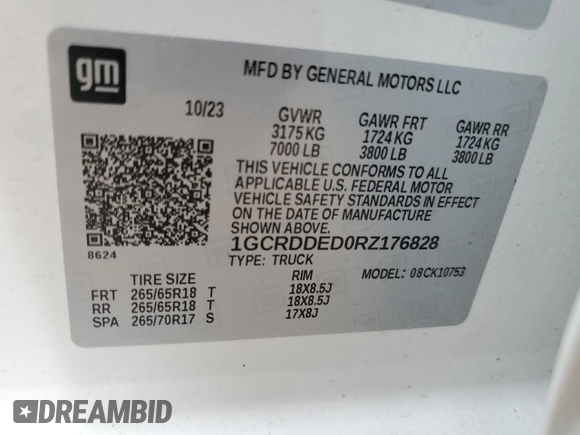 gm
MFD BY GENERAL MOTORS LLC
10/23 GVWR GAWR FRT GAWR RR
3175 KG 1724 KG 1724 KG
7000 LB 3800 LB 3800 LB
THIS VEHICLE CONFORMS TO ALL
APPLICABLE U.S. FEDERAL MOTOR
VEHICLE SAFETY STANDARDS IN EFFECT
ON THE DATE OF MANUFACTURE
SHOWN ABOVE.
8624 1GCRDDED0RZ176828
TYPE: TRUCK MODEL: 08CK10753
TIRE SIZE RIM
FRT 265/65R18 T 18X8.5J
RR 265/65R18 T 18X8.5J
SPA 265/70R17 S 17X8J
DREAMBID